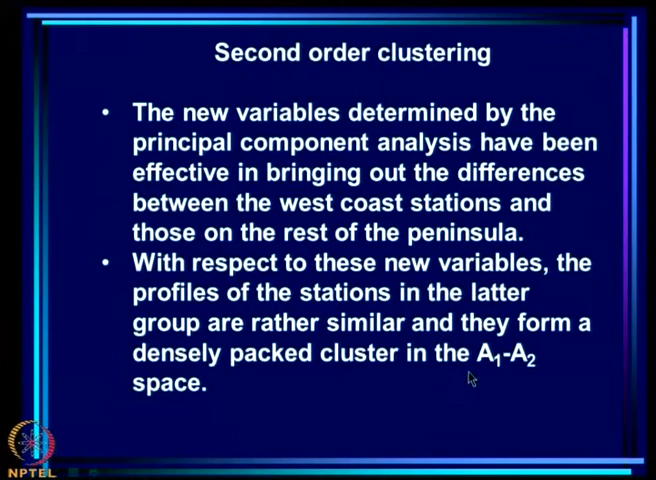 Second order clustering
• The new variables determined by the
principal component analysis have been
effective in bringing out the differences
between the west coast stations and
those on the rest of the peninsula.
• With respect to these new variables, the
profiles of the stations in the latter
group are rather similar and they form a
densely packed cluster in the A₁-A₂
space.
NPTEL